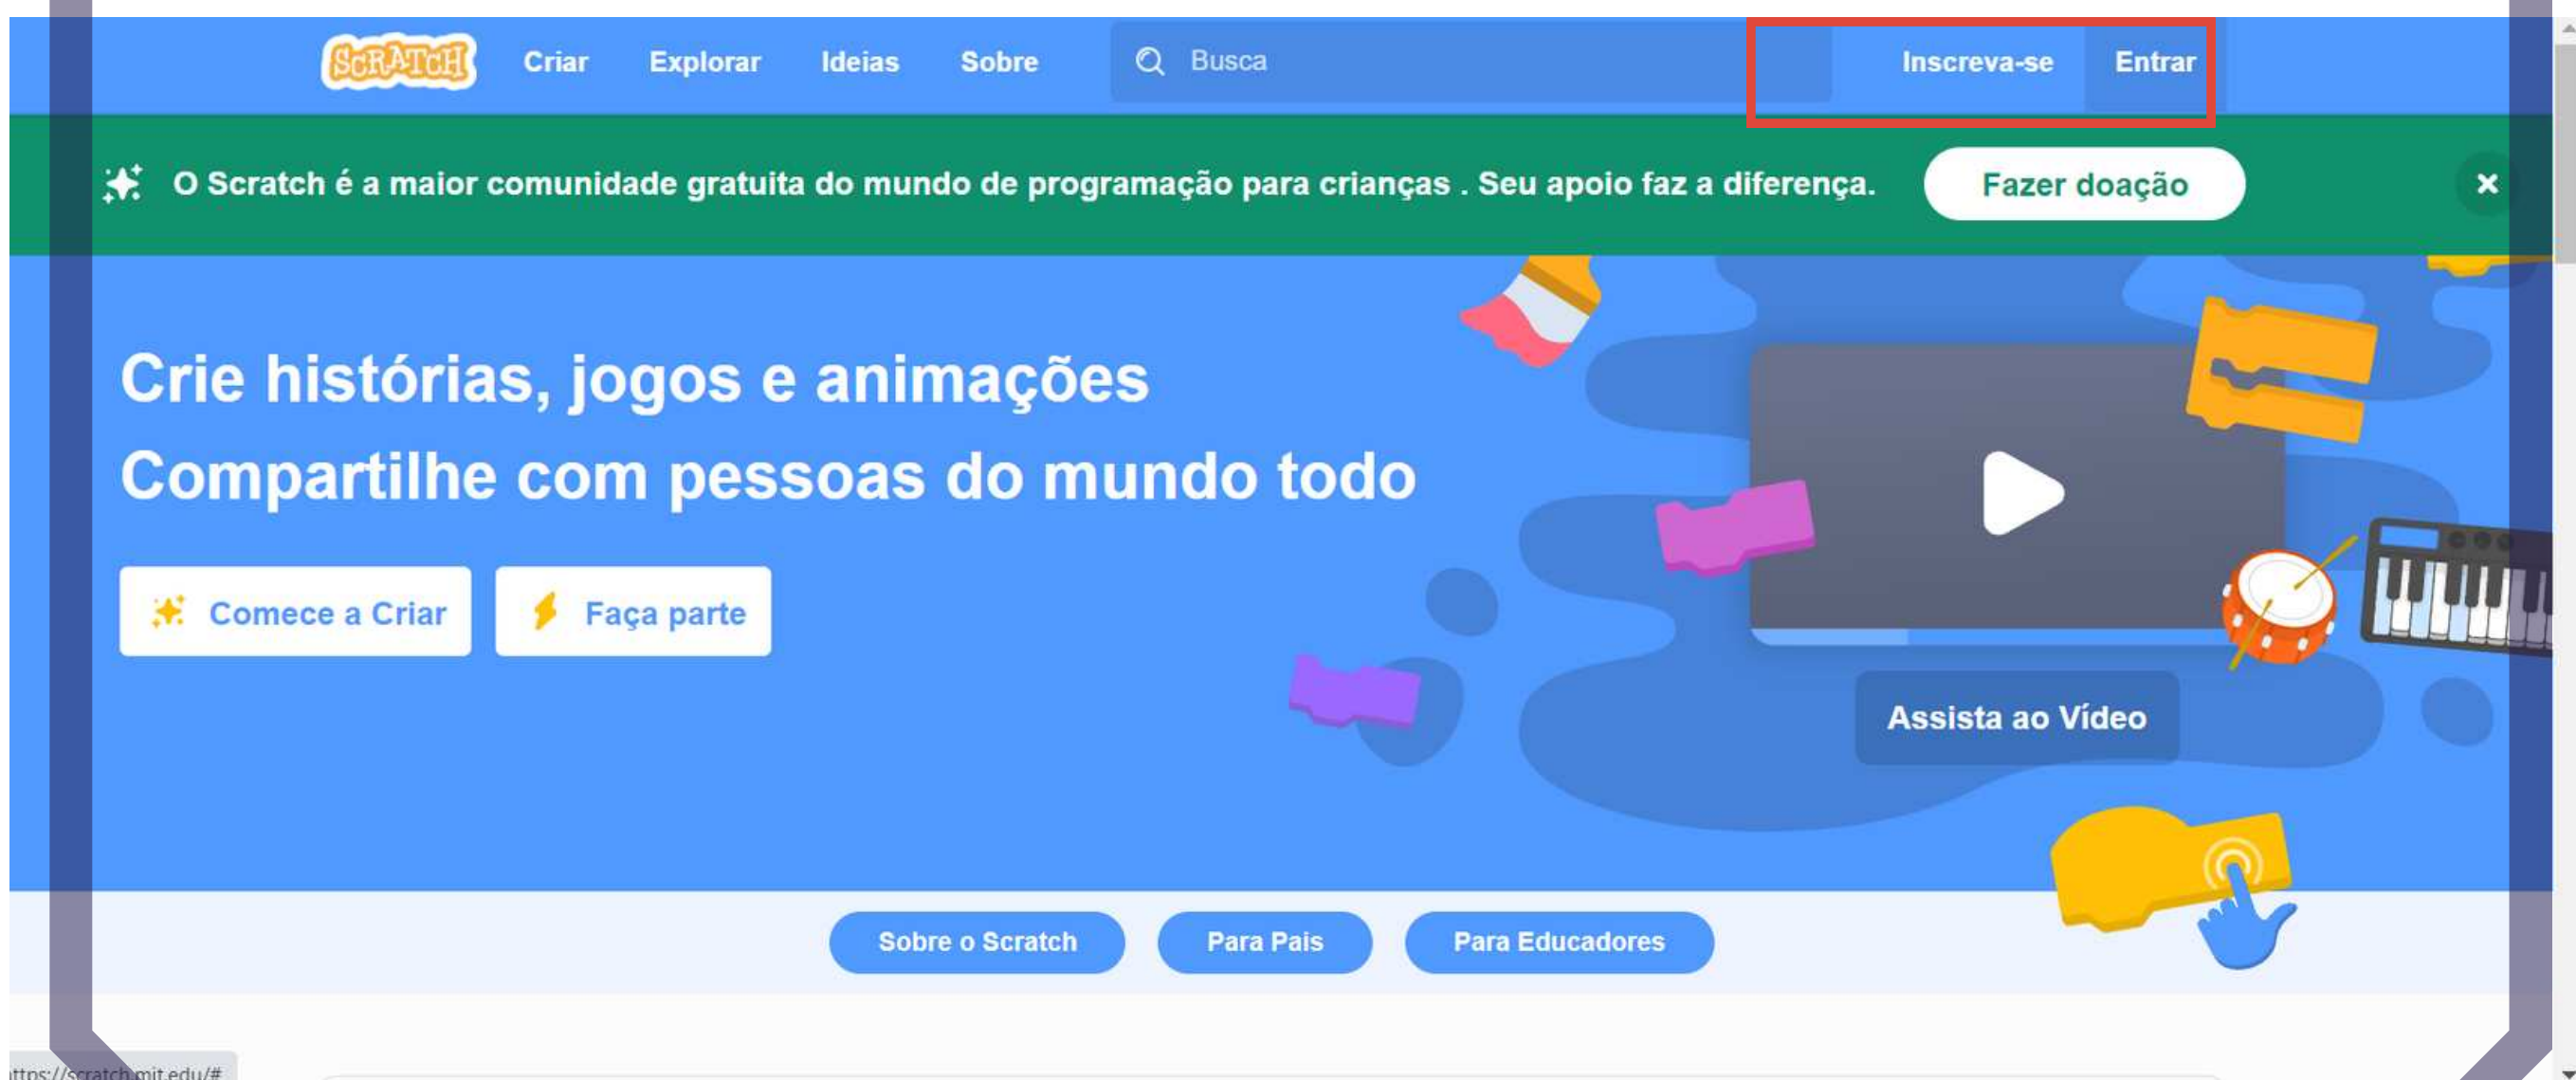 SCRATCH Criar Explorar Ideias Sobre Busca Inscreva-se Entrar
O Scratch é a maior comunidade gratuita do mundo de programação para crianças . Seu apoio faz a diferença. Fazer doação
Crie histórias, jogos e animações
Compartilhe com pessoas do mundo todo
Comece a Criar Faça parte
Assista ao Vídeo
Sobre o Scratch Para Pais Para Educadores
ttps://scratch.mit.edu/#